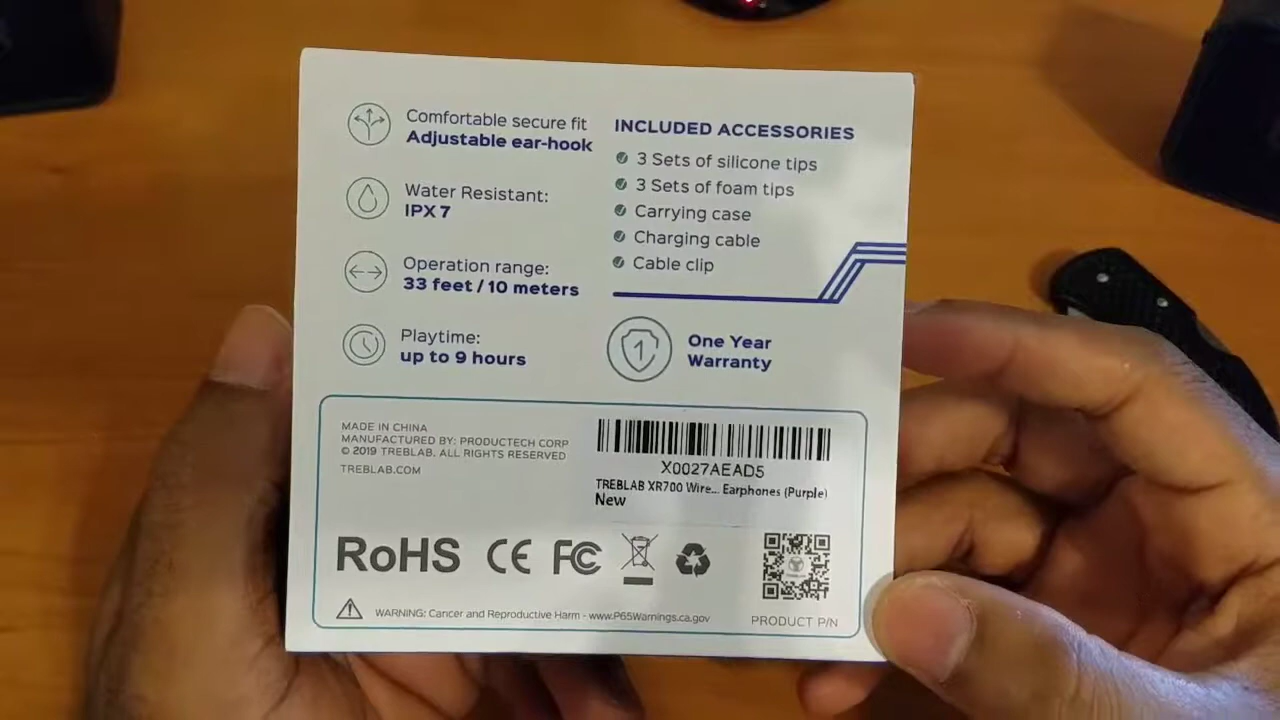 Comfortable secure fit
Adjustable ear-hook
Water Resistant:
IPX 7
Operation range:
33 feet / 10 meters
Playtime:
up to 9 hours
INCLUDED ACCESSORIES
3 Sets of silicone tips
3 Sets of foam tips
Carrying case
Charging cable
Cable clip
1
One Year
Warranty
MADE IN CHINA
MANUFACTURED BY: PRODUCTECH CORP
© 2019 TREBLAB. ALL RIGHTS RESERVED
TREBLAB.COM
X0027AEAD5
TREBLAB XR700 Wire... Earphones (Purple)
New
RoHS CE FC
WARNING: Cancer and Reproductive Harm - www.P65Warnings.ca.gov
PRODUCT P/N